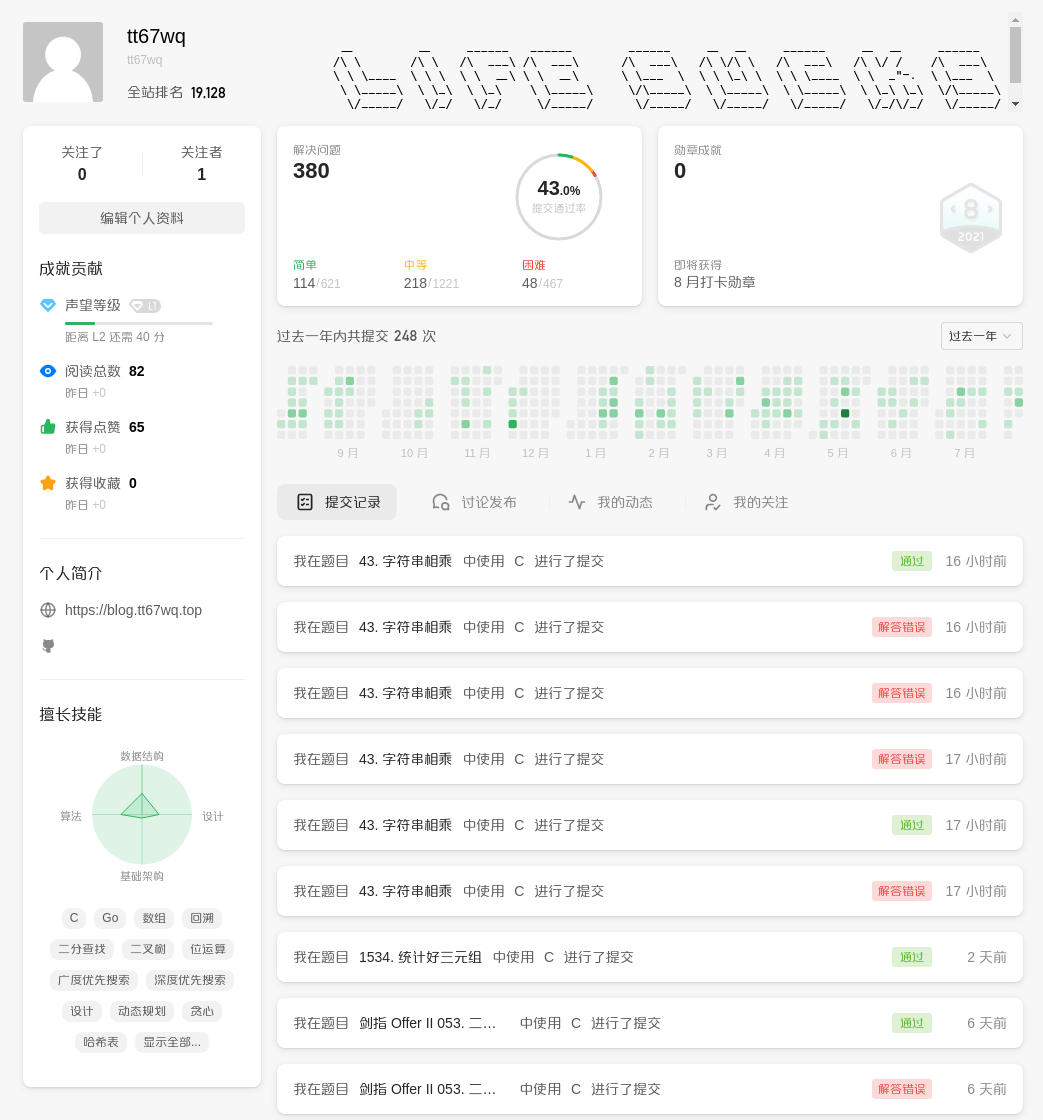 tt67wq
tt67wq
全站排名 19,128
关注了
0
关注者
1
编辑个人资料
成就贡献
声望等级 L1
距离 L2 还需 40 分
阅读总数 82
昨日 +0
获得点赞 65
昨日 +0
获得收藏 0
昨日 +0
个人简介
https://blog.tt67wq.top
擅长技能
数据结构
算法
设计
基础架构
C Go 数组 回溯
二分查找 二叉树 位运算
广度优先搜索 深度优先搜索
设计 动态规划 贪心
哈希表 显示全部...
解决问题
380
43.0%
提交通过率
简单
114/621
中等
218/1221
困难
48/467
勋章成就
0
8
2021
即将获得
8 月打卡勋章
过去一年内共提交 248 次
过去一年
9 月 10 月 11 月 12 月 1 月 2 月 3 月 4 月 5 月 6 月 7 月
提交记录 讨论发布 我的动态 我的关注
我在题目 43. 字符串相乘 中使用 C 进行了提交 通过 16 小时前
我在题目 43. 字符串相乘 中使用 C 进行了提交 解答错误 16 小时前
我在题目 43. 字符串相乘 中使用 C 进行了提交 解答错误 16 小时前
我在题目 43. 字符串相乘 中使用 C 进行了提交 解答错误 17 小时前
我在题目 43. 字符串相乘 中使用 C 进行了提交 通过 17 小时前
我在题目 43. 字符串相乘 中使用 C 进行了提交 解答错误 17 小时前
我在题目 1534. 统计好三元组 中使用 C 进行了提交 通过 2 天前
我在题目 剑指 Offer II 053. 二... 中使用 C 进行了提交 通过 6 天前
我在题目 剑指 Offer II 053. 二... 中使用 C 进行了提交 解答错误 6 天前